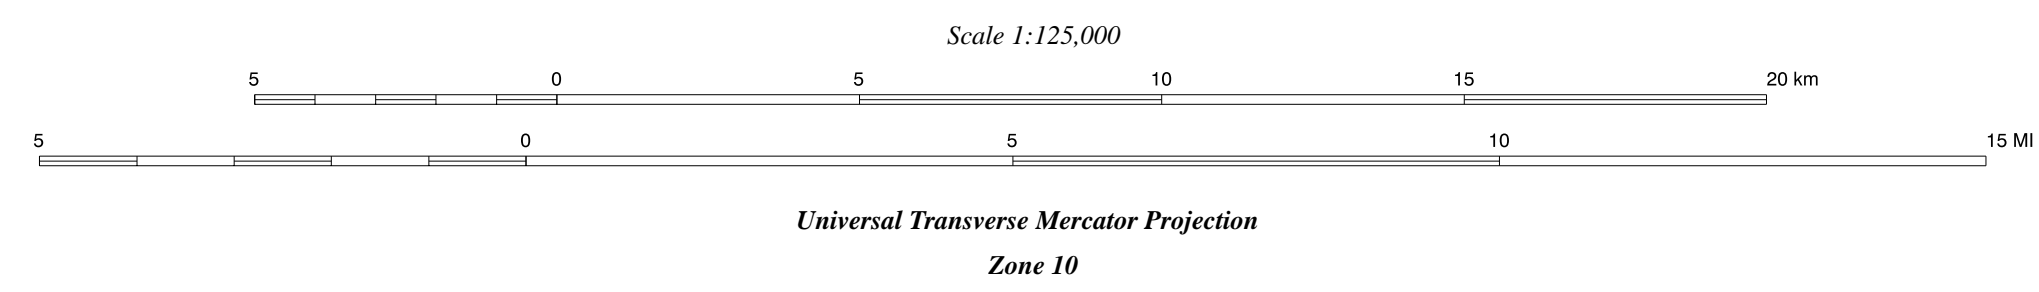 Scale 1:125,000
5 0 5 10 15 20 km
5 0 5 10 15 MI
Universal Transverse Mercator Projection
Zone 10